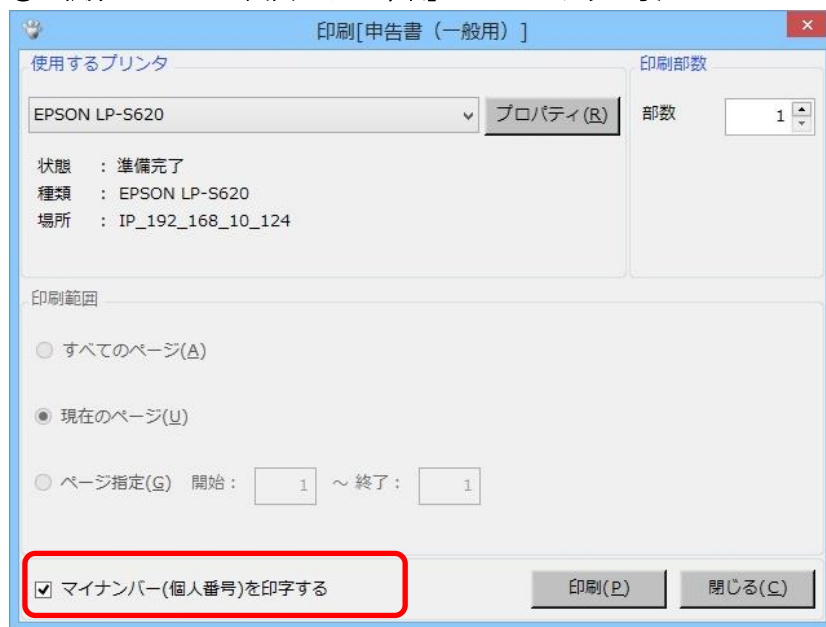 印刷[申告書（一般用）]
使用するプリンタ
印刷部数
EPSON LP-S620
プロパティ(R)
部数
1
状態 : 準備完了
種類 : EPSON LP-S620
場所 : IP_192_168_10_124
印刷範囲
すべてのページ(A)
現在のページ(U)
ページ指定(G) 開始： 1 ～ 終了： 1
マイナンバー(個人番号)を印字する
印刷(P)
閉じる(C)